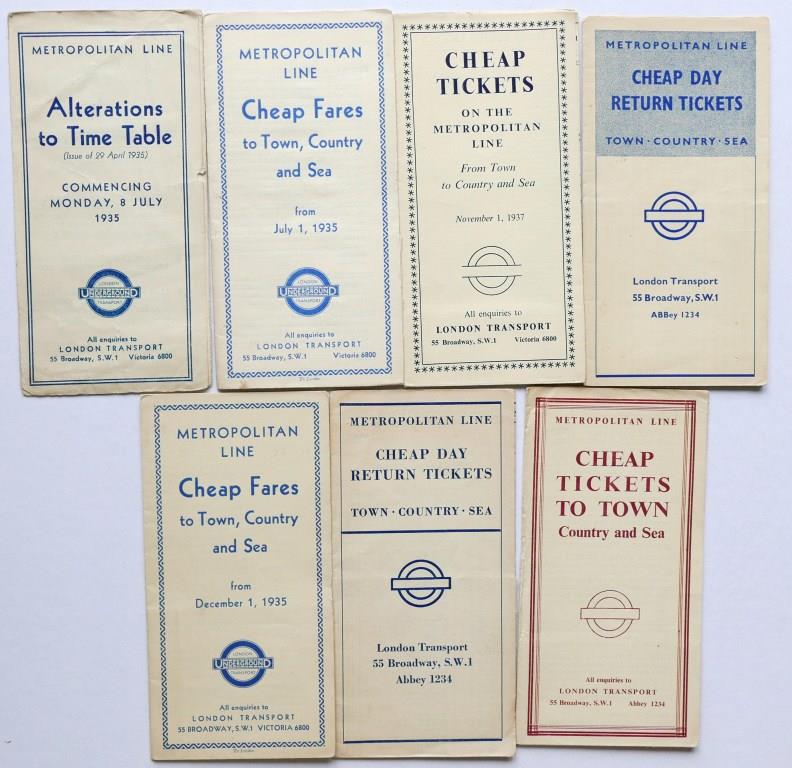 METROPOLITAN LINE
Alterations
to Time Table
(Issue of 29 April 1935)
COMMENCING
MONDAY, 8 JULY
1935
LONDON
UNDERGROUND
TRANSPORT
All enquiries to
LONDON TRANSPORT
55 Broadway, S.W.1 Victoria 6800
METROPOLITAN
LINE
Cheap Fares
to Town, Country
and Sea
from
July 1, 1935
LONDON
UNDERGROUND
TRANSPORT
All enquiries to
LONDON TRANSPORT
55 Broadway, S.W.1 Victoria 6800
CHEAP
TICKETS
ON THE
METROPOLITAN
LINE
From Town
to Country and Sea
November 1, 1937
All enquiries to
LONDON TRANSPORT
55 Broadway, S.W.1 Victoria 6800
METROPOLITAN LINE
CHEAP DAY
RETURN TICKETS
TOWN · COUNTRY · SEA
London Transport
55 Broadway, S.W.1
ABBey 1234
METROPOLITAN
LINE
Cheap Fares
to Town, Country
and Sea
from
December 1, 1935
LONDON
UNDERGROUND
TRANSPORT
All enquiries to
LONDON TRANSPORT
55 BROADWAY, S.W.1 VICTORIA 6800
METROPOLITAN LINE
CHEAP DAY
RETURN TICKETS
TOWN · COUNTRY · SEA
London Transport
55 Broadway, S.W.1
Abbey 1234
METROPOLITAN LINE
CHEAP
TICKETS
TO TOWN
Country and Sea
All enquiries to
LONDON TRANSPORT
55 Broadway, S.W.1 Abbey 1234